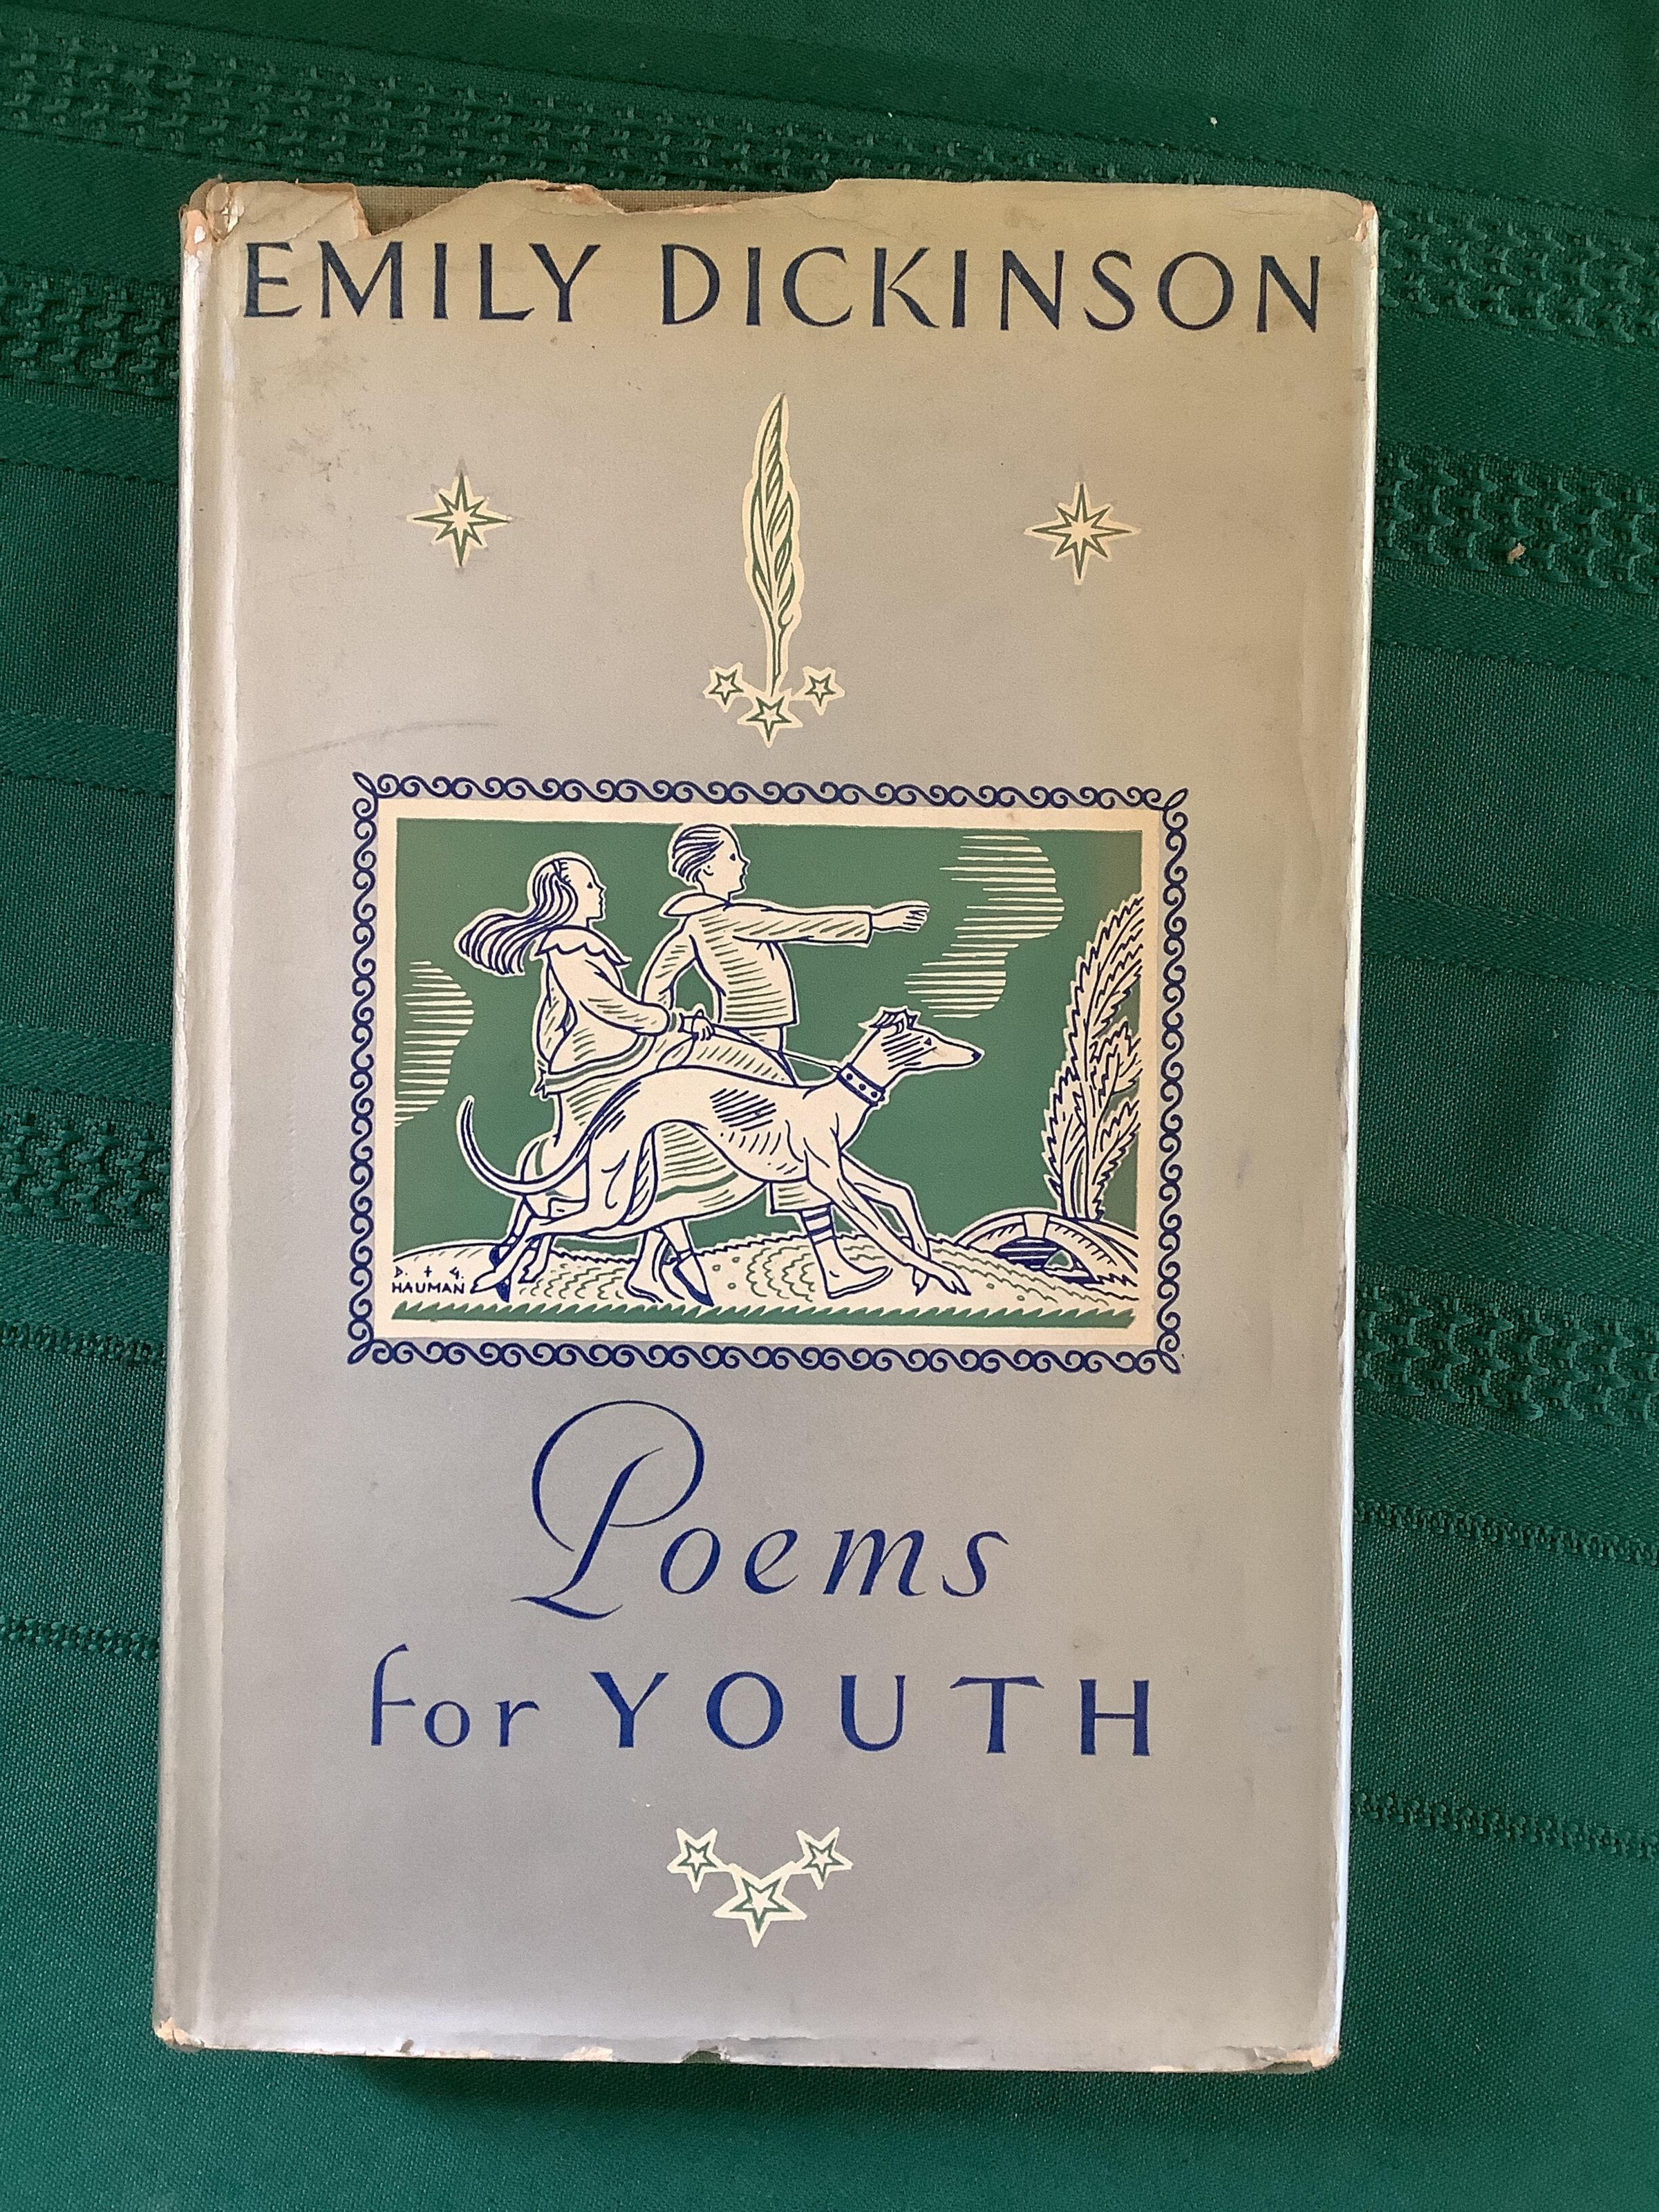 EMILY DICKINSON
D. + G.
HAUMAN
Poems
for YOUTH